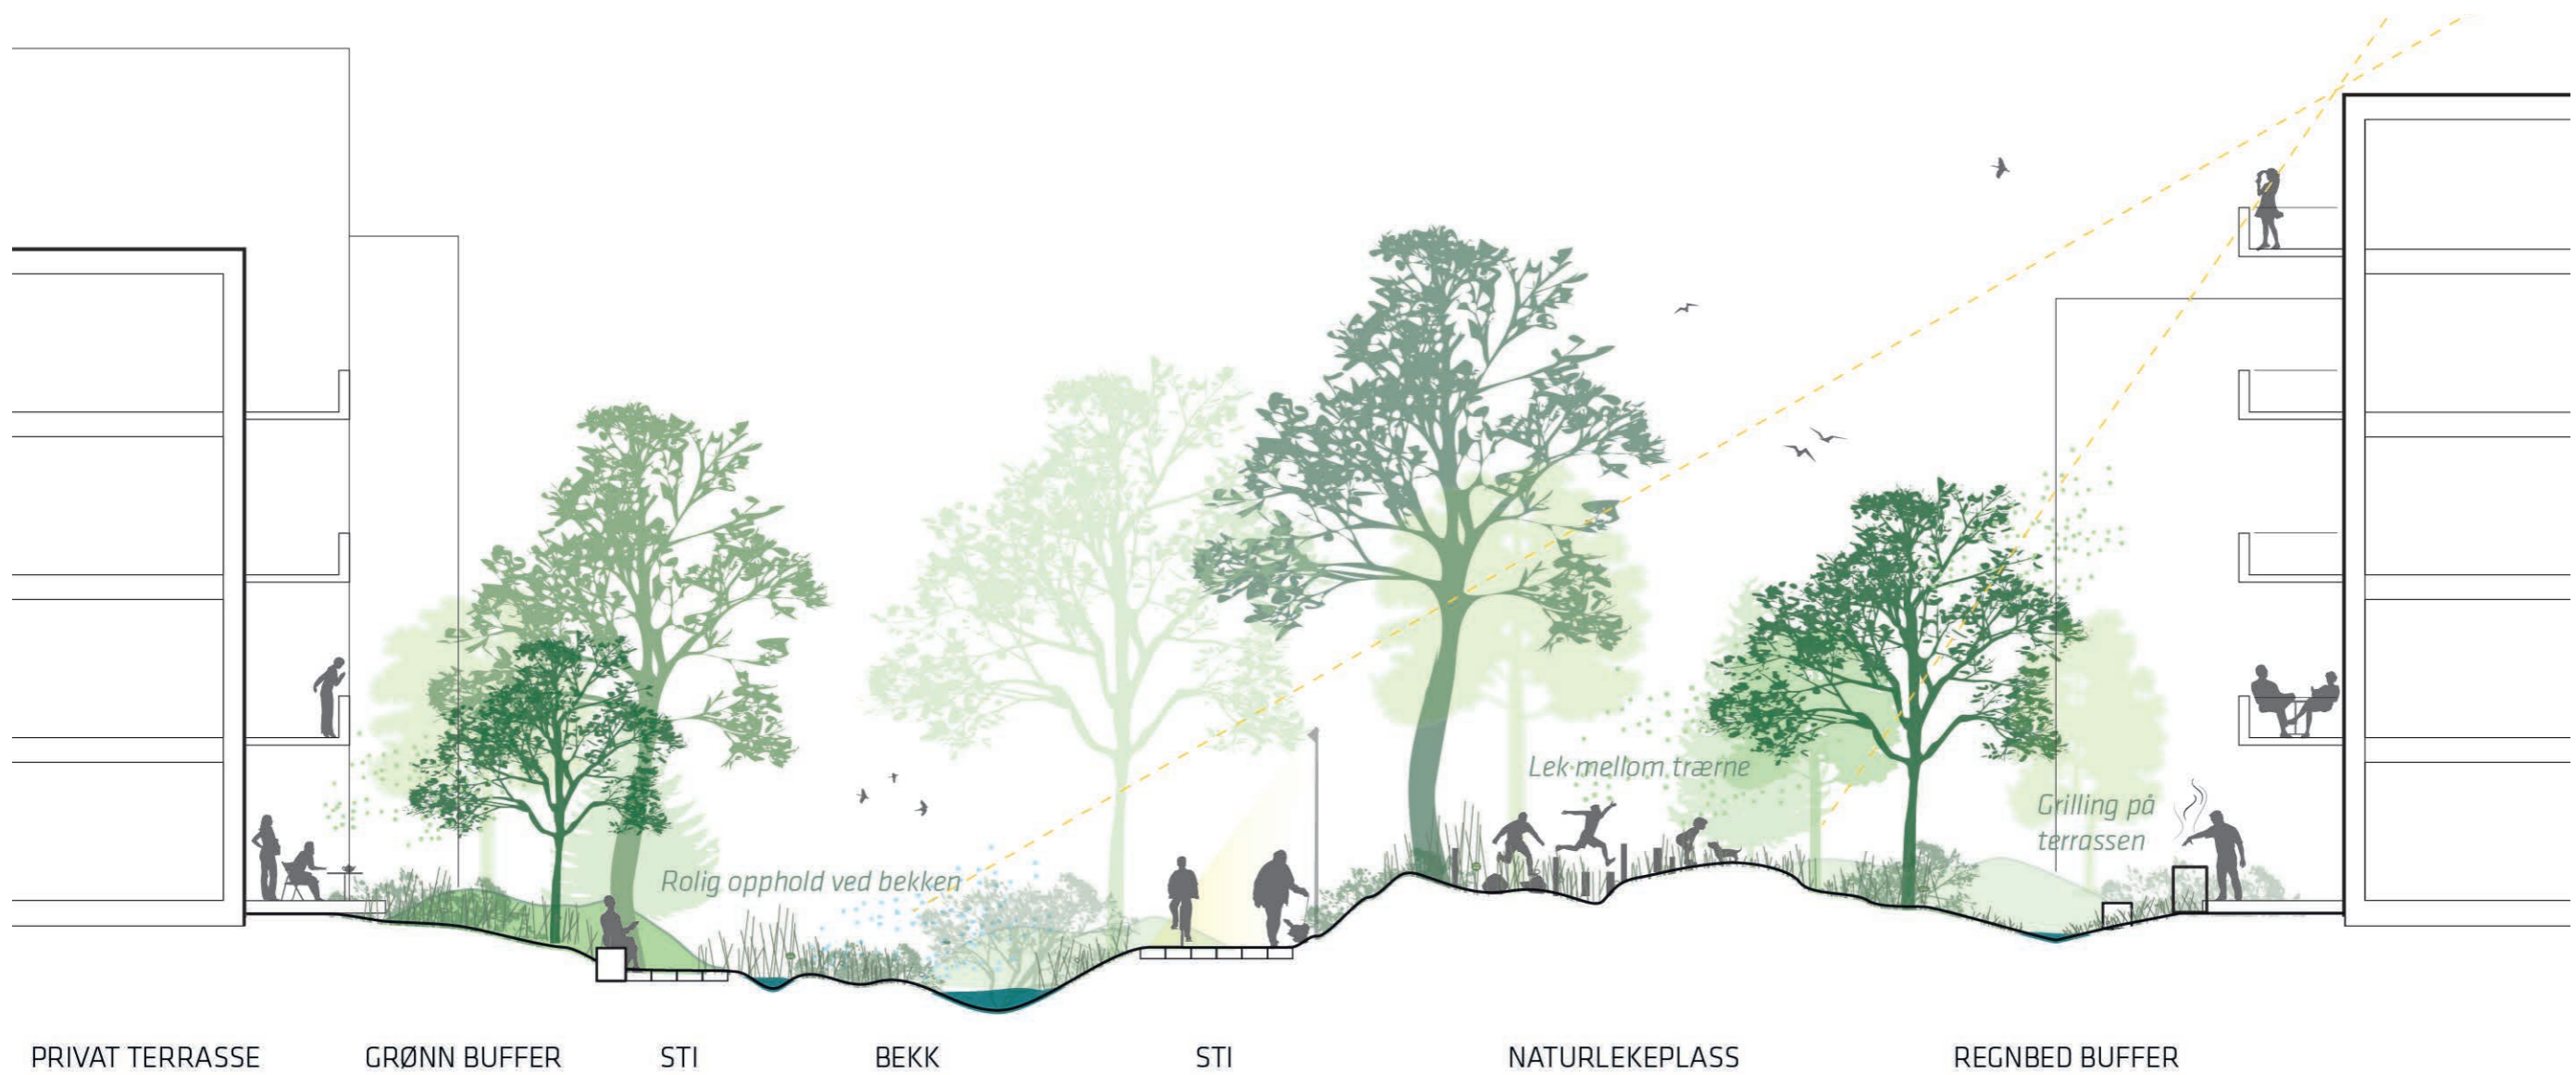 Lek mellom trærne
Grilling på
terrassen
Rolig opphold ved bekken
PRIVAT TERRASSE
GRØNN BUFFER
STI
BEKK
STI
NATURLEKEPLASS
REGNBED BUFFER